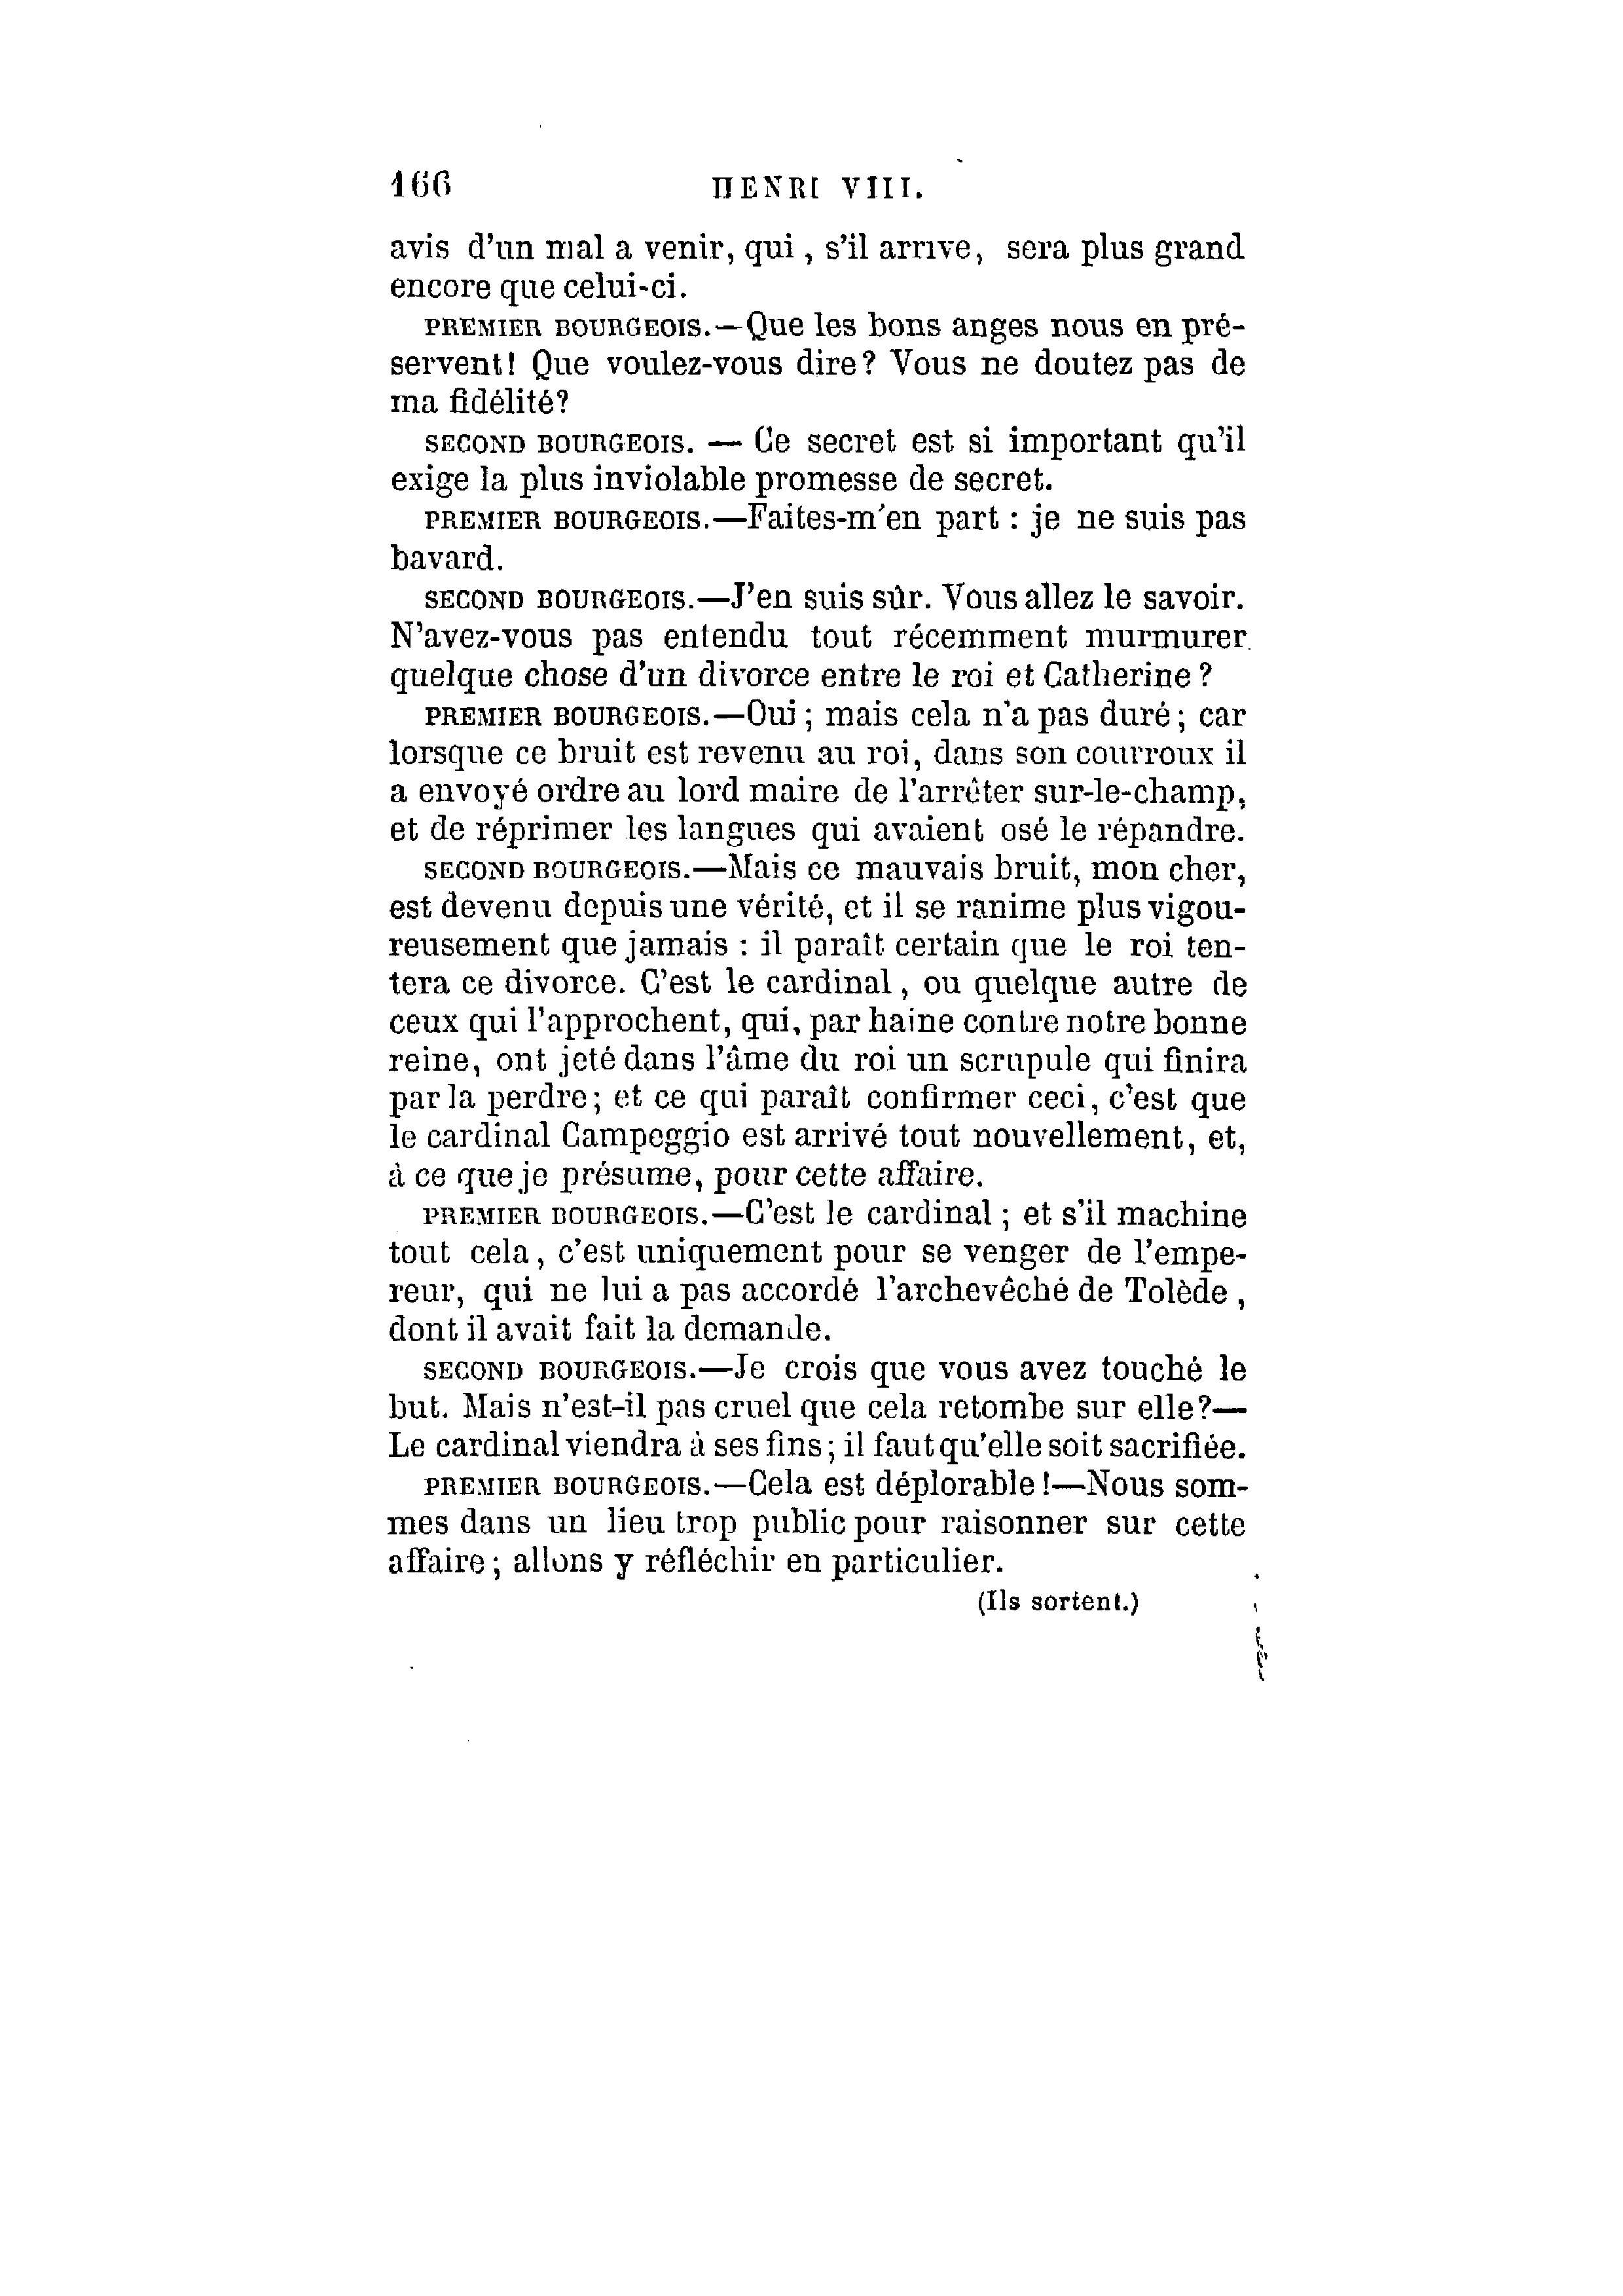 166 HENRI VIII.
avis d'un mal a venir, qui, s'il arrive, sera plus grand
encore que celui-ci.
PREMIER BOURGEOIS.—Que les bons anges nous en pré-
servent! Que voulez-vous dire? Vous ne doutez pas de
ma fidélité?
SECOND BOURGEOIS. — Ce secret est si important qu'il
exige la plus inviolable promesse de secret.
PREMIER BOURGEOIS.—Faites-m'en part : je ne suis pas
bavard.
SECOND BOURGEOIS.—J'en suis sûr. Vous allez le savoir.
N'avez-vous pas entendu tout récemment murmurer
quelque chose d'un divorce entre le roi et Catherine ?
PREMIER BOURGEOIS.—Oui ; mais cela n'a pas duré ; car
lorsque ce bruit est revenu au roi, dans son courroux il
a envoyé ordre au lord maire de l'arrêter sur-le-champ,
et de réprimer les langues qui avaient osé le répandre.
SECOND BOURGEOIS.—Mais ce mauvais bruit, mon cher,
est devenu depuis une vérité, et il se ranime plus vigou-
reusement que jamais : il paraît certain que le roi ten-
tera ce divorce. C'est le cardinal, ou quelque autre de
ceux qui l'approchent, qui, par haine contre notre bonne
reine, ont jeté dans l'âme du roi un scrupule qui finira
par la perdre ; et ce qui paraît confirmer ceci, c'est que
le cardinal Campeggio est arrivé tout nouvellement, et,
à ce que je présume, pour cette affaire.
PREMIER BOURGEOIS.—C'est le cardinal ; et s'il machine
tout cela, c'est uniquement pour se venger de l'empe-
reur, qui ne lui a pas accordé l'archevêché de Tolède,
dont il avait fait la demande.
SECOND BOURGEOIS.—Je crois que vous avez touché le
but. Mais n'est-il pas cruel que cela retombe sur elle?—
Le cardinal viendra à ses fins ; il faut qu'elle soit sacrifiée.
PREMIER BOURGEOIS.—Cela est déplorable !—Nous som-
mes dans un lieu trop public pour raisonner sur cette
affaire ; allons y réfléchir en particulier.
(Ils sortent.)